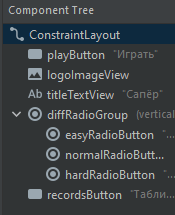 Component Tree
ConstraintLayout
playButton "Играть"
logoImageView
Ab titleTextView "Сапёр"
diffRadioGroup (vertical
easyRadioButton "
normalRadioButt...
hardRadioButton "
recordsButton "Табли...